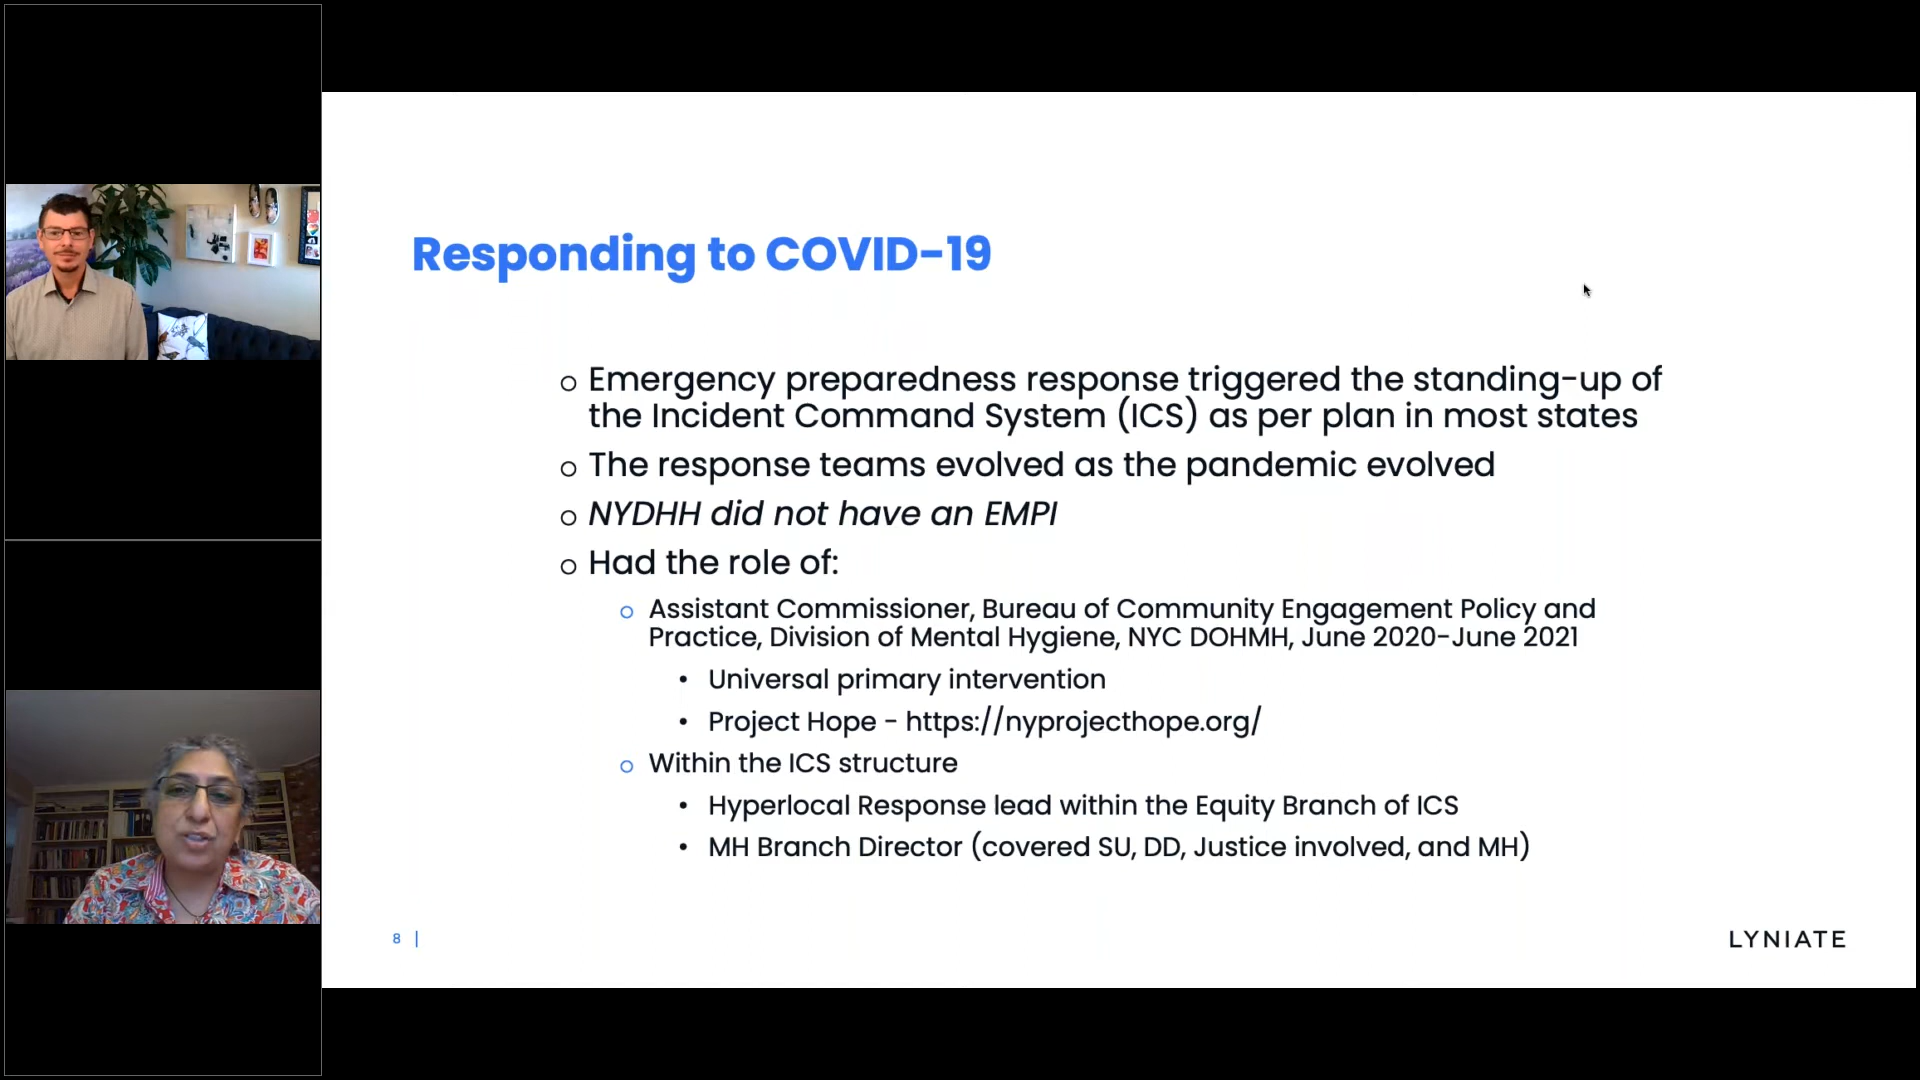 Responding to COVID-19
Emergency preparedness response triggered the standing-up of
the Incident Command System (ICS) as per plan in most states
The response teams evolved as the pandemic evolved
NYDHH did not have an EMPI
Had the role of:
Assistant Commissioner, Bureau of Community Engagement Policy and
Practice, Division of Mental Hygiene, NYC DOHMH, June 2020-June 2021
Universal primary intervention
Project Hope - https://nyprojecthope.org/
Within the ICS structure
Hyperlocal Response lead within the Equity Branch of ICS
MH Branch Director (covered SU, DD, Justice involved, and MH)
8 |
LYNIATE